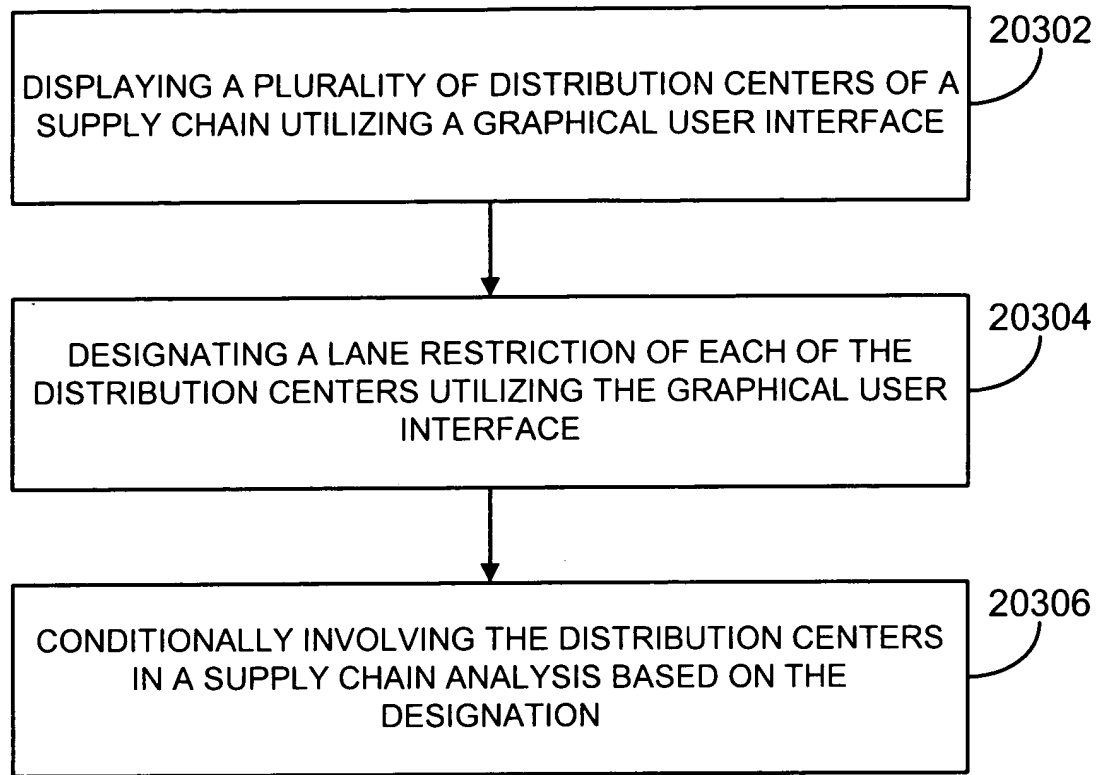 20302
DISPLAYING A PLURALITY OF DISTRIBUTION CENTERS OF A
SUPPLY CHAIN UTILIZING A GRAPHICAL USER INTERFACE
20304
DESIGNATING A LANE RESTRICTION OF EACH OF THE
DISTRIBUTION CENTERS UTILIZING THE GRAPHICAL USER
INTERFACE
20306
CONDITIONALLY INVOLVING THE DISTRIBUTION CENTERS
IN A SUPPLY CHAIN ANALYSIS BASED ON THE
DESIGNATION